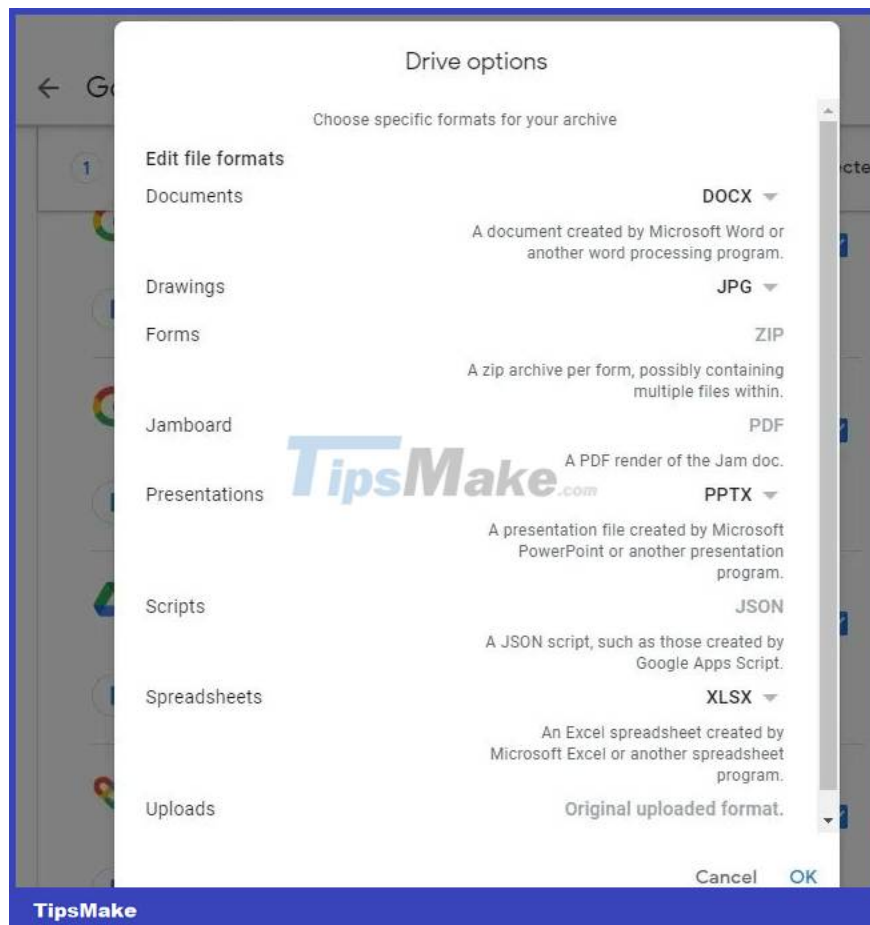 Drive options
Go
Choose specific formats for your archive
1
Edit file formats
Documents
DOCX
A document created by Microsoft Word or
another word processing program.
Drawings
JPG
Forms
ZIP
A zip archive per form, possibly containing
multiple files within.
Jamboard
PDF
A PDF render of the Jam doc.
TipsMake.com
Presentations
PPTX
A presentation file created by Microsoft
PowerPoint or another presentation
program.
Scripts
JSON
A JSON script, such as those created by
Google Apps Script.
Spreadsheets
XLSX
An Excel spreadsheet created by
Microsoft Excel or another spreadsheet
program.
Uploads
Original uploaded format.
Cancel OK
TipsMake